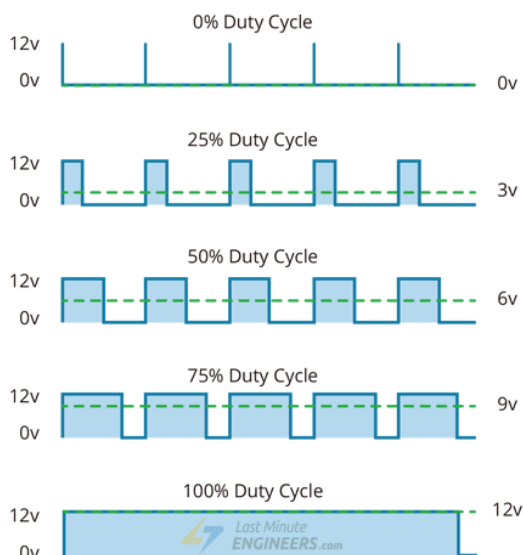 0% Duty Cycle
12v
0v
0v
25% Duty Cycle
12v
3v
0v
50% Duty Cycle
12v
6v
0v
75% Duty Cycle
12v
9v
0v
100% Duty Cycle
12v
12v
Last Minute
ENGINEERS.com
0v